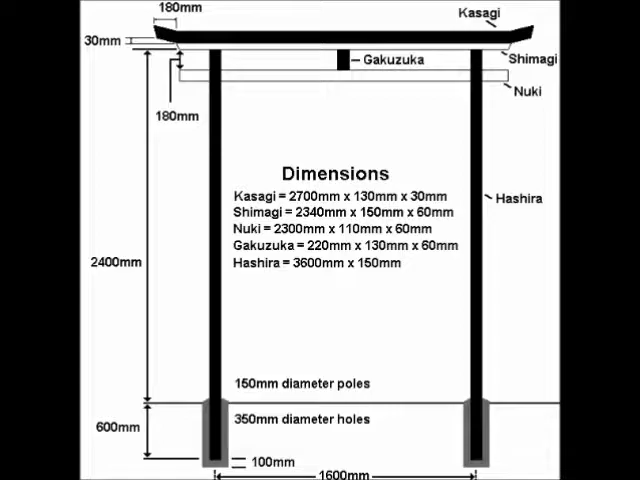 180mm
Kasagi
30mm
Shimagi
Gakuzuka
Nuki
180mm
Dimensions
Kasagi = 2700mm x 130mm x 30mm
Shimagi = 2340mm x 150mm x 60mm
Nuki = 2300mm x 110mm x 60mm
Gakuzuka = 220mm x 130mm x 60mm
Hashira = 3600mm x 150mm
Hashira
2400mm
150mm diameter poles
350mm diameter holes
600mm
100mm
1600mm